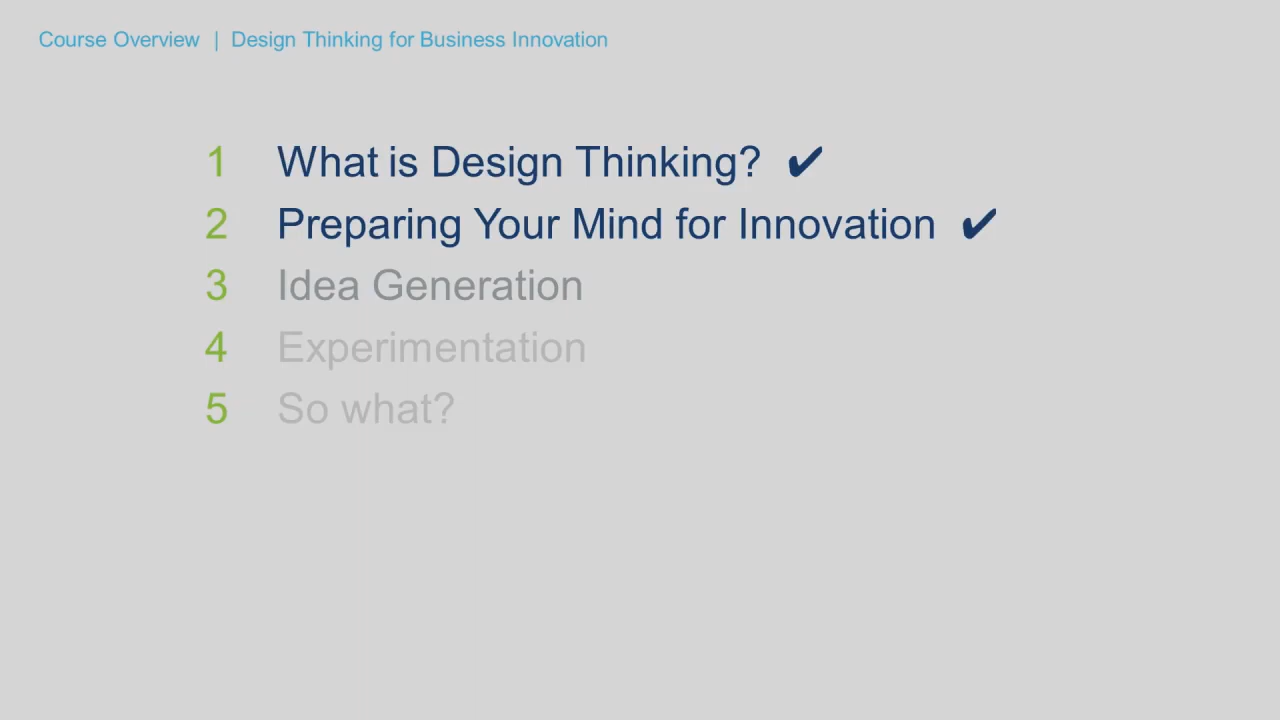 Course Overview | Design Thinking for Business Innovation
1 What is Design Thinking? ✔
2 Preparing Your Mind for Innovation ✔
3 Idea Generation
4 Experimentation
5 So what?